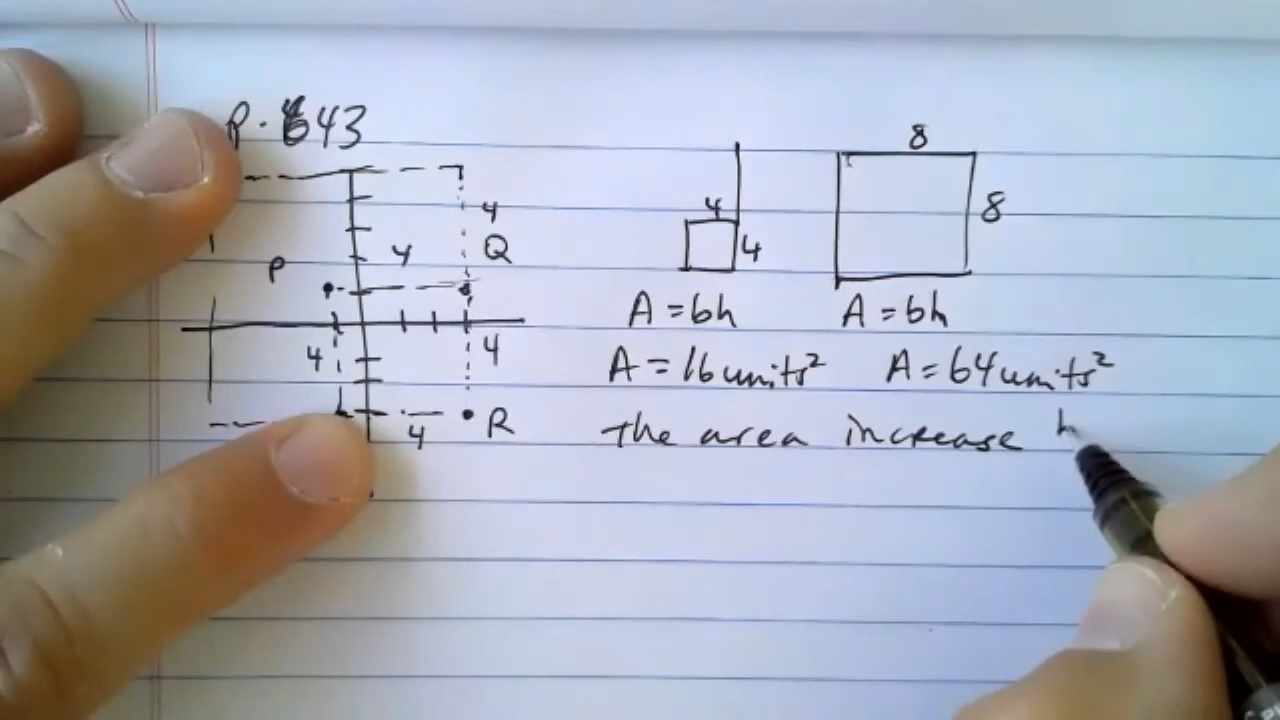 P. 643
8
4
4
8
Q
P
4
4
4
4
R
4
A = bh
A = bh
A = 16 units²
A = 64 units²
the area increase